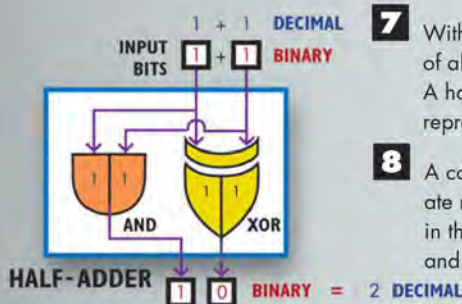 1 + 1 DECIMAL
INPUT BITS 1 + 1 BINARY
1 1
AND
1 1
XOR
HALF-ADDER 1 0 BINARY = 2 DECIMAL
7 With
of al
A ha
repr
8 A co
ate r
in th
and